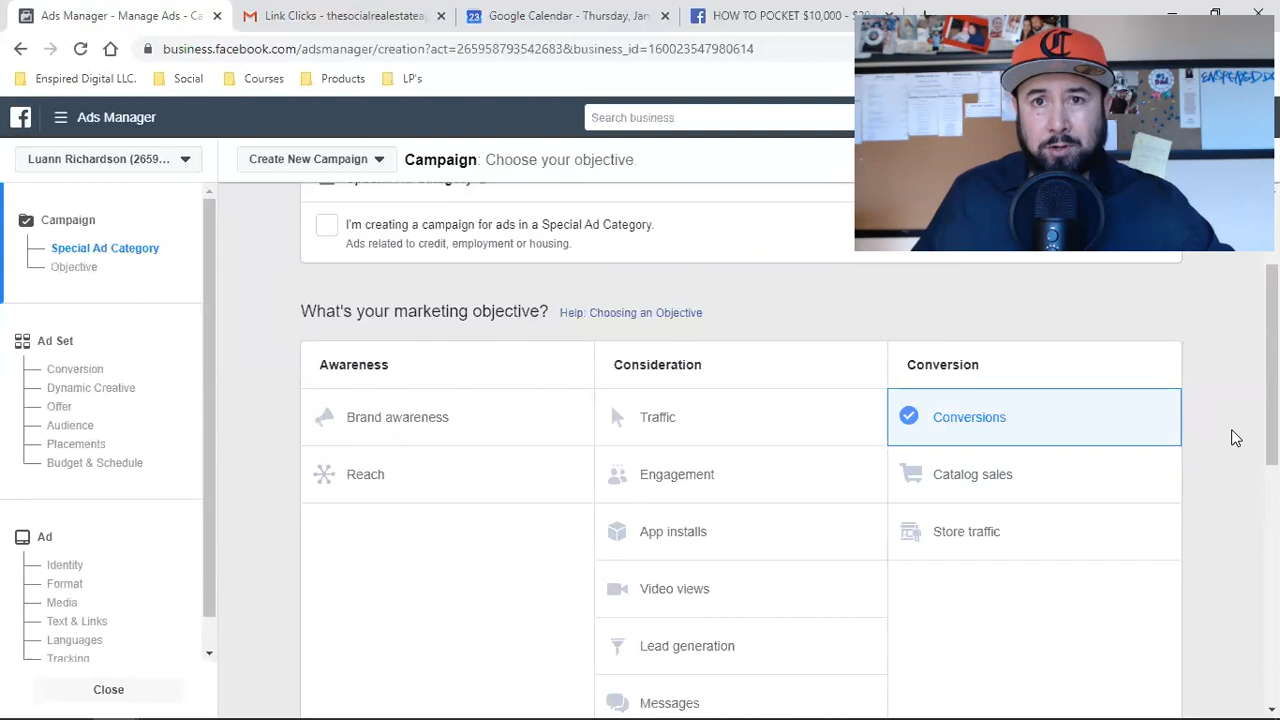 Ads Manager - Manage Ads - Ca
Link Clicks - thesocialrealestates
Google Calendar - Thursday, Jan
HOW TO POCKET $10,000 - $
business.facebook.com/ad
er/creation?act=265958793542683&business_id=160023547980614
Enspired Digital LLC.
Social
Courses
Products
LP's
Ads Manager
Search business
Luann Richardson (2659...
Create New Campaign
Campaign: Choose your objective.
Campaign
Special Ad Category
Objective
creating a campaign for ads in a Special Ad Category.
Ads related to credit, employment or housing.
What's your marketing objective?
Help: Choosing an Objective
Ad Set
Conversion
Dynamic Creative
Offer
Audience
Placements
Budget & Schedule
Awareness
Consideration
Conversion
Brand awareness
Traffic
Conversions
Reach
Engagement
Catalog sales
App installs
Store traffic
Video views
Lead generation
Messages
Ad
Identity
Format
Media
Text & Links
Languages
Tracking
Close